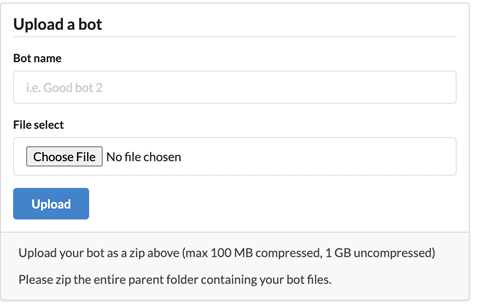 Upload a bot
Bot name
i.e. Good bot 2
File select
Choose File No file chosen
Upload
Upload your bot as a zip above (max 100 MB compressed, 1 GB uncompressed)
Please zip the entire parent folder containing your bot files.